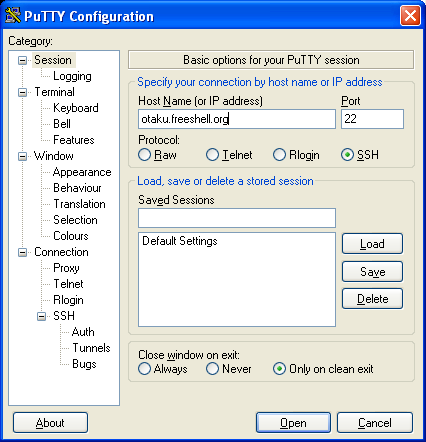 PuTTY Configuration
Category:
Session
Logging
Terminal
Keyboard
Bell
Features
Window
Appearance
Behaviour
Translation
Selection
Colours
Connection
Proxy
Telnet
Rlogin
SSH
Auth
Tunnels
Bugs
Basic options for your PuTTY session
Specify your connection by host name or IP address
Host Name (or IP address) Port
otaku.freeshell.org 22
Protocol:
Raw Telnet Rlogin SSH
Load, save or delete a stored session
Saved Sessions
Default Settings
Load
Save
Delete
Close window on exit:
Always Never Only on clean exit
About Open Cancel